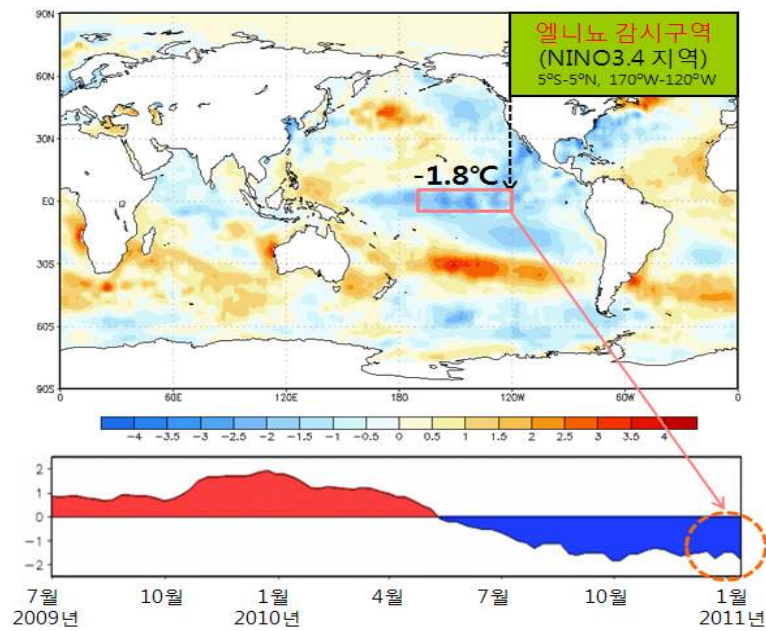 엘니뇨 감시구역
(NINO3.4 지역)
5°S-5°N, 170°W-120°W
90N
60N
30N
EQ
30S
60S
90S
-1.8℃
0 60E 120E 180 120W 60W 0
-4 -3.5 -3 -2.5 -2 -1.5 -1 -0.5 0 0.5 1 1.5 2 2.5 3 3.5 4
2
1
0
-1
-2
7월 10월 1월 4월 7월 10월 1월
2009년 2010년 2011년